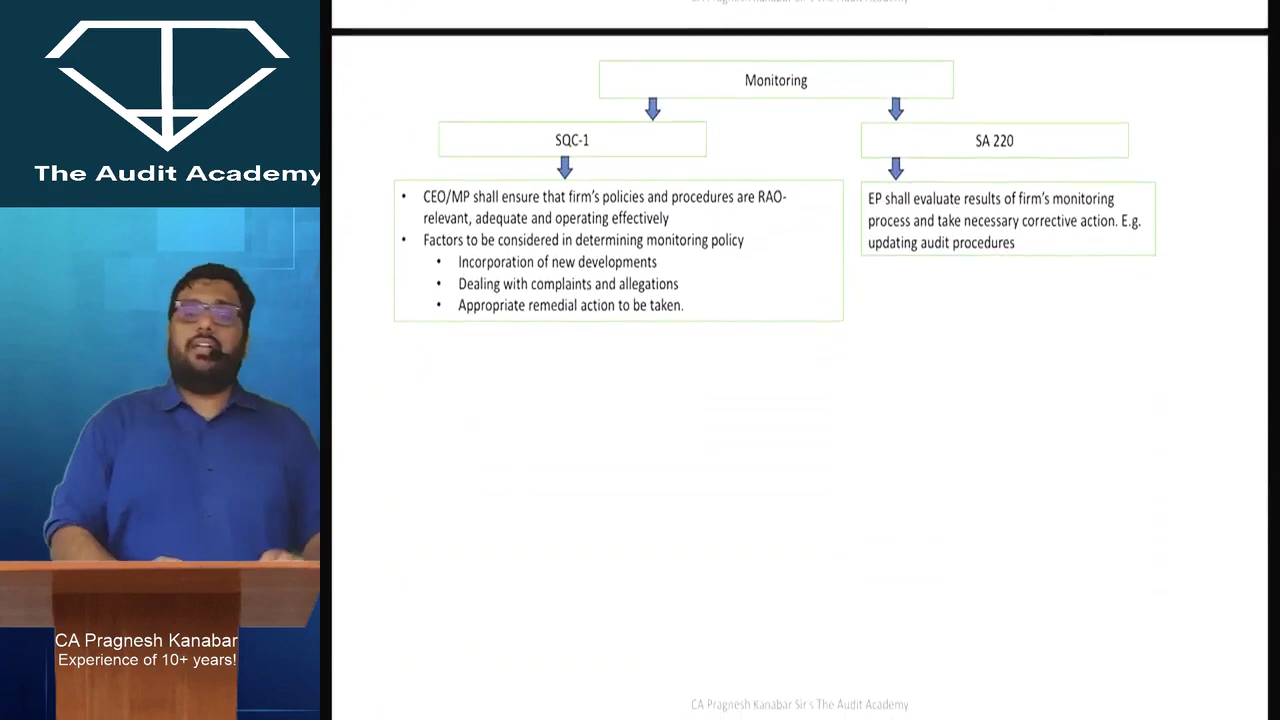 The Audit Academy
CA Pragnesh Kanabar
Experience of 10+ years!
Monitoring
SQC-1
SA 220
• CEO/MP shall ensure that firm's policies and procedures are RAO-
relevant, adequate and operating effectively
• Factors to be considered in determining monitoring policy
• Incorporation of new developments
• Dealing with complaints and allegations
• Appropriate remedial action to be taken.
EP shall evaluate results of firm's monitoring
process and take necessary corrective action. E.g.
updating audit procedures
CA Pragnesh Kanabar Sir s The Audit Academy